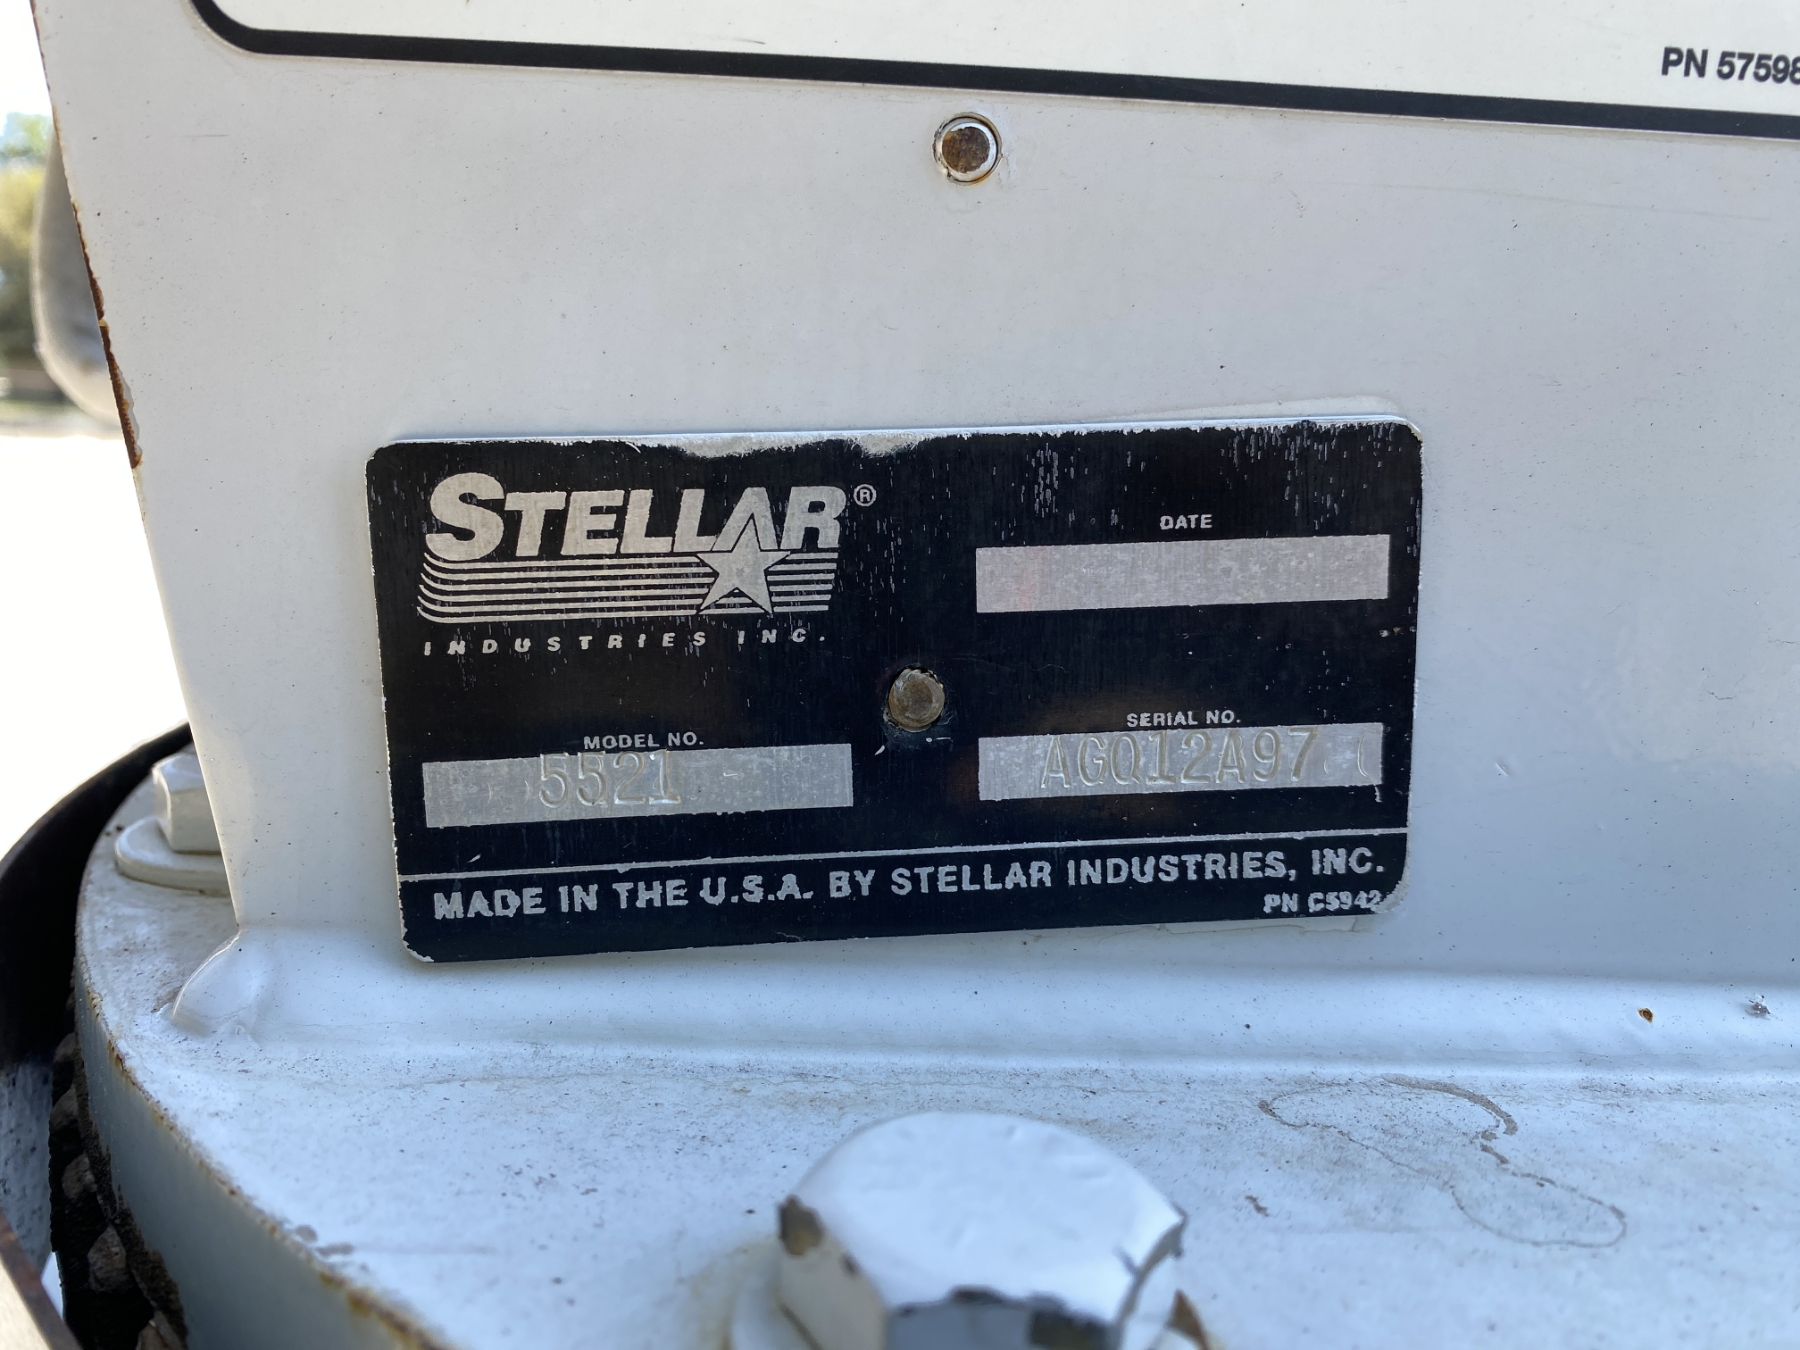 PN 57598
STELLAR®
INDUSTRIES INC.
DATE
MODEL NO.
5521
SERIAL NO.
AGQ12A97
MADE IN THE U.S.A. BY STELLAR INDUSTRIES, INC.
PN C5942